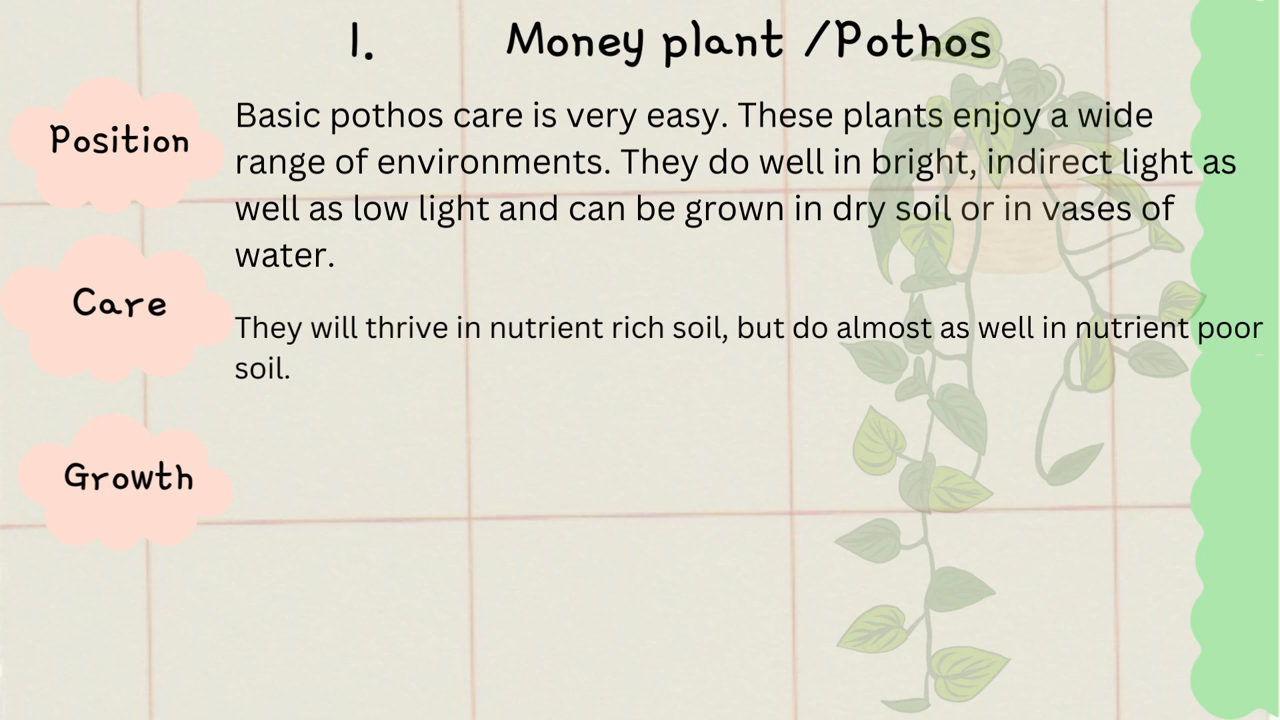 1. Money plant /Pothos
Position
Basic pothos care is very easy. These plants enjoy a wide
range of environments. They do well in bright, indirect light as
well as low light and can be grown in dry soil or in vases of
water.
Care
They will thrive in nutrient rich soil, but do almost as well in nutrient poor
soil.
Growth